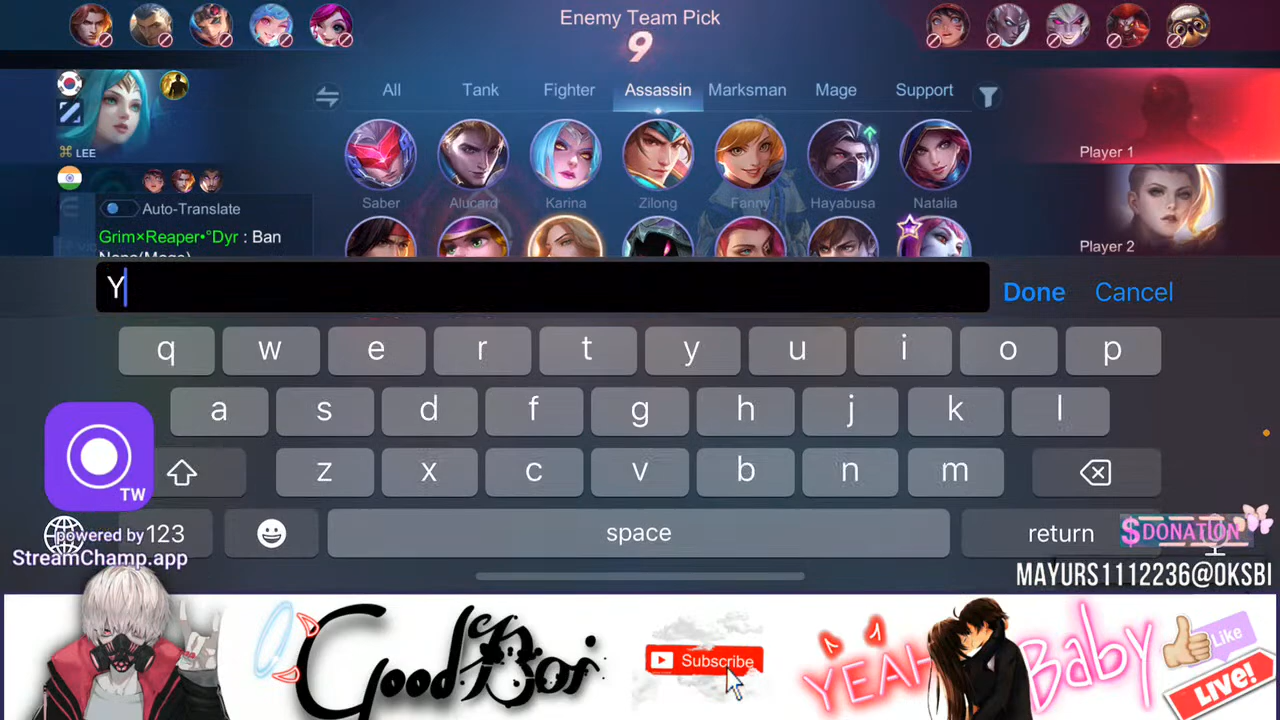 Enemy Team Pick
9
All Tank Fighter Assassin Marksman Mage Support
LEE
Saber Alucard Karina Zilong Fanny Hayabusa Natalia
Player 1
Player 2
Auto-Translate
Grim×Reaper•°Dyr : Ban
Nana(Mage)
Y
Done Cancel
q w e r t y u i o p
a s d f g h j k l
z x c v b n m
TW
123 space return
powered by
StreamChamp.app
$DONATION
MAYURS1112236@OKSBI
GoodBoi
Subscribe
YEAH Baby
Like
LIVE!